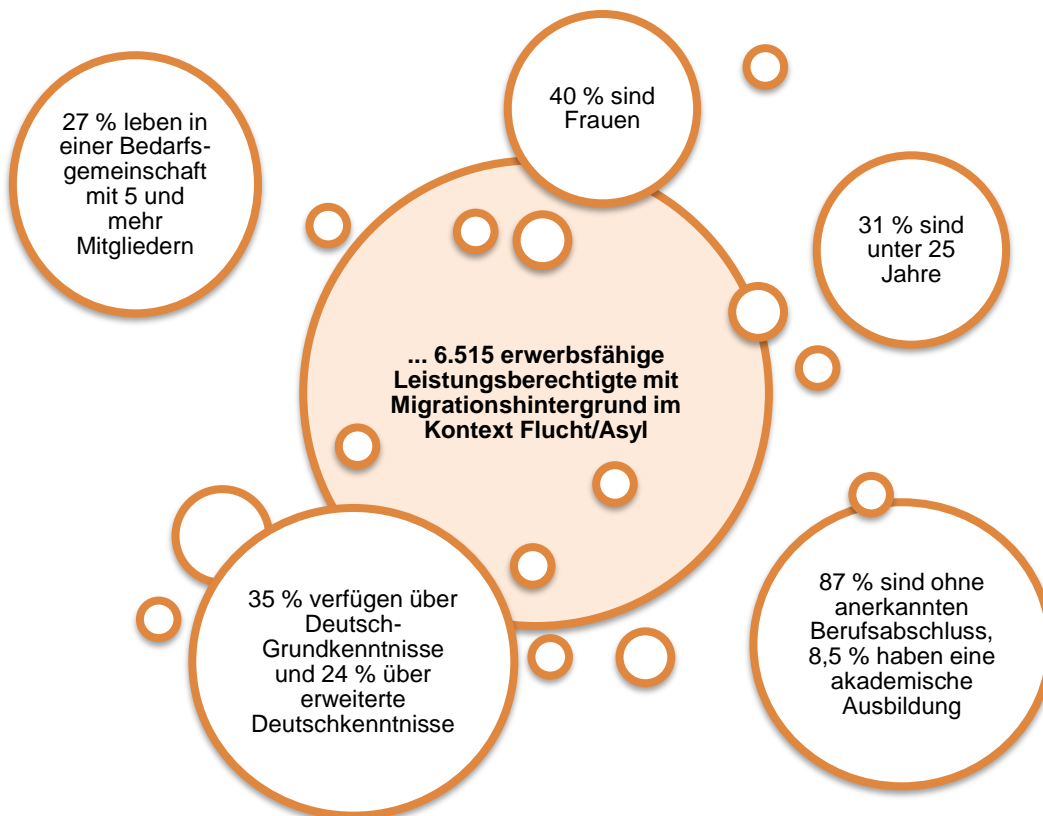 40 % sind
Frauen
27 % leben in
einer Bedarfs-
gemeinschaft
mit 5 und
mehr
Mitgliedern
31 % sind
unter 25
Jahre
... 6.515 erwerbsfähige
Leistungsberechtigte mit
Migrationshintergrund im
Kontext Flucht/Asyl
35 % verfügen über
Deutsch-
Grundkenntnisse
und 24 % über
erweiterte
Deutschkenntnisse
87 % sind ohne
anerkannten
Berufsabschluss,
8,5 % haben eine
akademische
Ausbildung